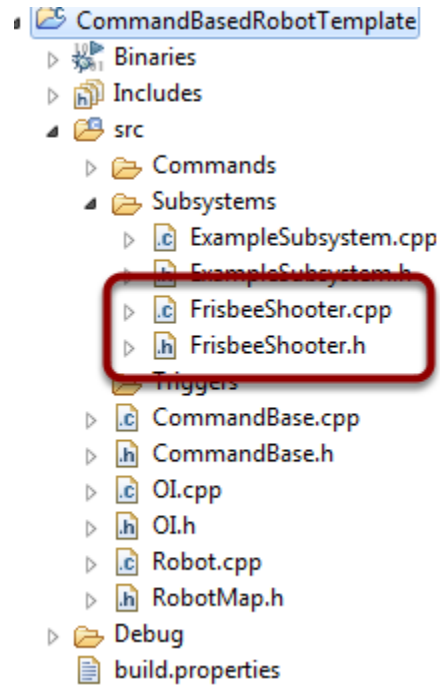 CommandBasedRobotTemplate
Binaries
Includes
src
Commands
Subsystems
ExampleSubsystem.cpp
ExampleSubsystem.h
FrisbeeShooter.cpp
FrisbeeShooter.h
Triggers
CommandBase.cpp
CommandBase.h
OI.cpp
OI.h
Robot.cpp
RobotMap.h
Debug
build.properties